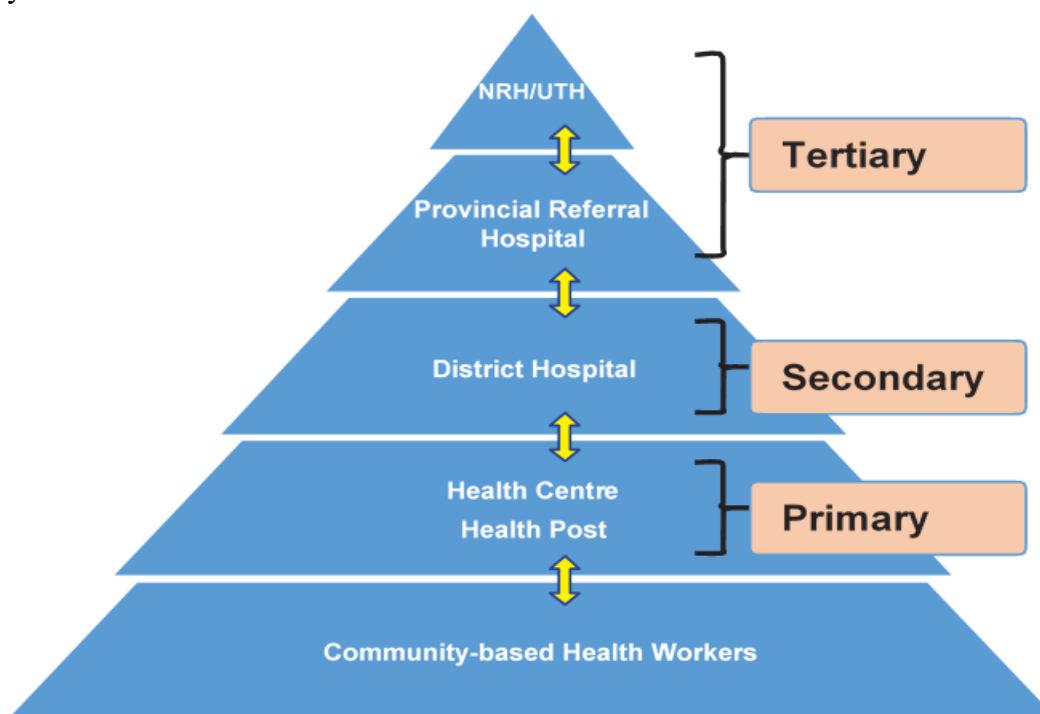 NRH/UTH
Tertiary
Provincial Referral
Hospital
District Hospital
Secondary
Health Centre
Health Post
Primary
Community-based Health Workers